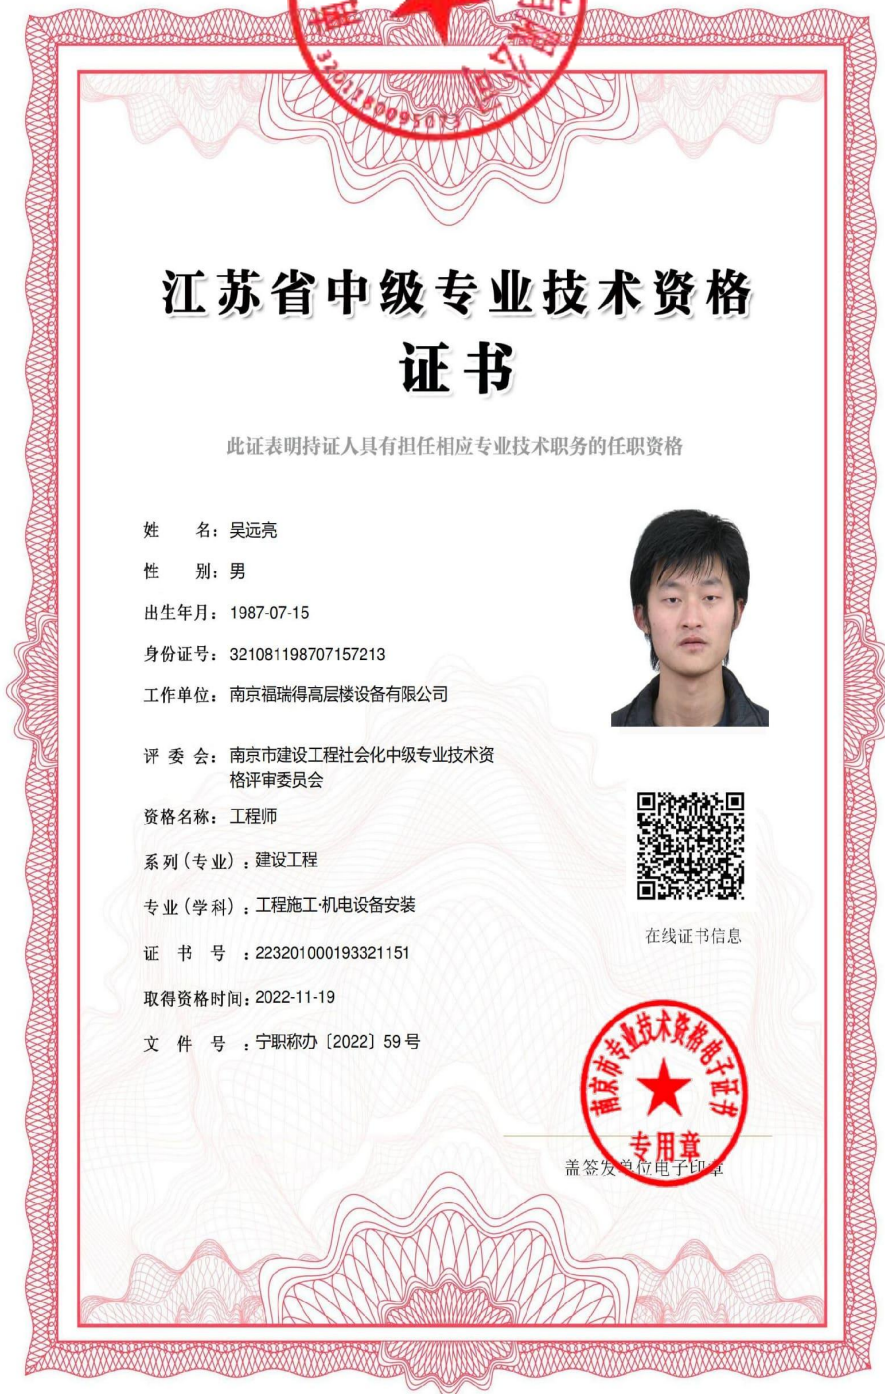 南
有限公司
3201180095073
江苏省中级专业技术资格
证书
此证表明持证人具有担任相应专业技术职务的任职资格
姓 名：吴远亮
性 别：男
出生年月：1987-07-15
身份证号：321081198707157213
工作单位：南京福瑞得高层楼设备有限公司
评 委 会：南京市建设工程社会化中级专业技术资
格评审委员会
资格名称：工程师
系列(专业)：建设工程
专业(学科)：工程施工·机电设备安装
证 书 号：223201000193321151
取得资格时间：2022-11-19
文 件 号：宁职称办〔2022〕59号
在线证书信息
南京市专业技术资格电子证书
专用章
盖签发单位电子印章